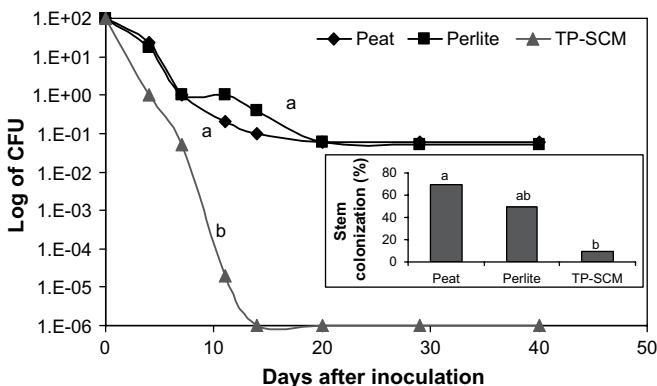 1.E+02
1.E+01
1.E+00
1.E-01
1.E-02
1.E-03
1.E-04
1.E-05
1.E-06
Log of CFU
Peat Perlite TP-SCM
a
a
b
80
60
40
20
0
Stem
colonization (%)
a
ab
b
Peat Perlite TP-SCM
0 10 20 30 40 50
Days after inoculation